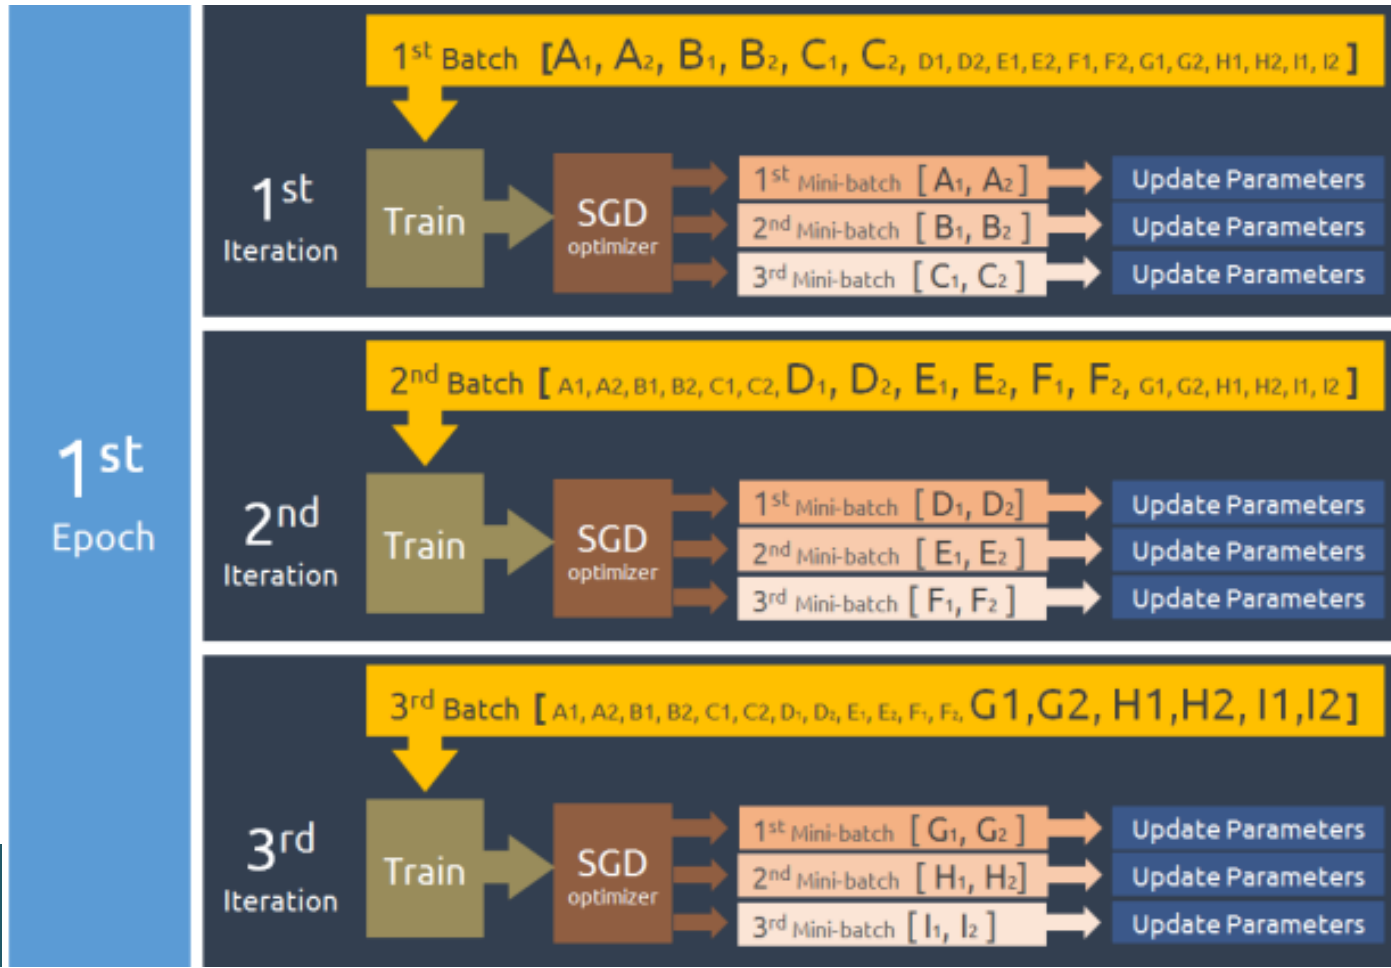 1st Epoch
1st Batch [A1, A2, B1, B2, C1, C2, D1, D2, E1, E2, F1, F2, G1, G2, H1, H2, I1, I2 ]
1st Iteration
Train
SGD optimizer
1st Mini-batch [ A1, A2 ]
Update Parameters
2nd Mini-batch [ B1, B2 ]
Update Parameters
3rd Mini-batch [ C1, C2 ]
Update Parameters
2nd Batch [ A1, A2, B1, B2, C1, C2, D1, D2, E1, E2, F1, F2, G1, G2, H1, H2, I1, I2 ]
2nd Iteration
Train
SGD optimizer
1st Mini-batch [ D1, D2]
Update Parameters
2nd Mini-batch [ E1, E2 ]
Update Parameters
3rd Mini-batch [ F1, F2 ]
Update Parameters
3rd Batch [ A1, A2, B1, B2, C1, C2, D1, D2, E1, E2, F1, F2, G1,G2, H1,H2, I1,I2]
3rd Iteration
Train
SGD optimizer
1st Mini-batch [ G1, G2 ]
Update Parameters
2nd Mini-batch [ H1, H2]
Update Parameters
3rd Mini-batch [ I1, I2 ]
Update Parameters